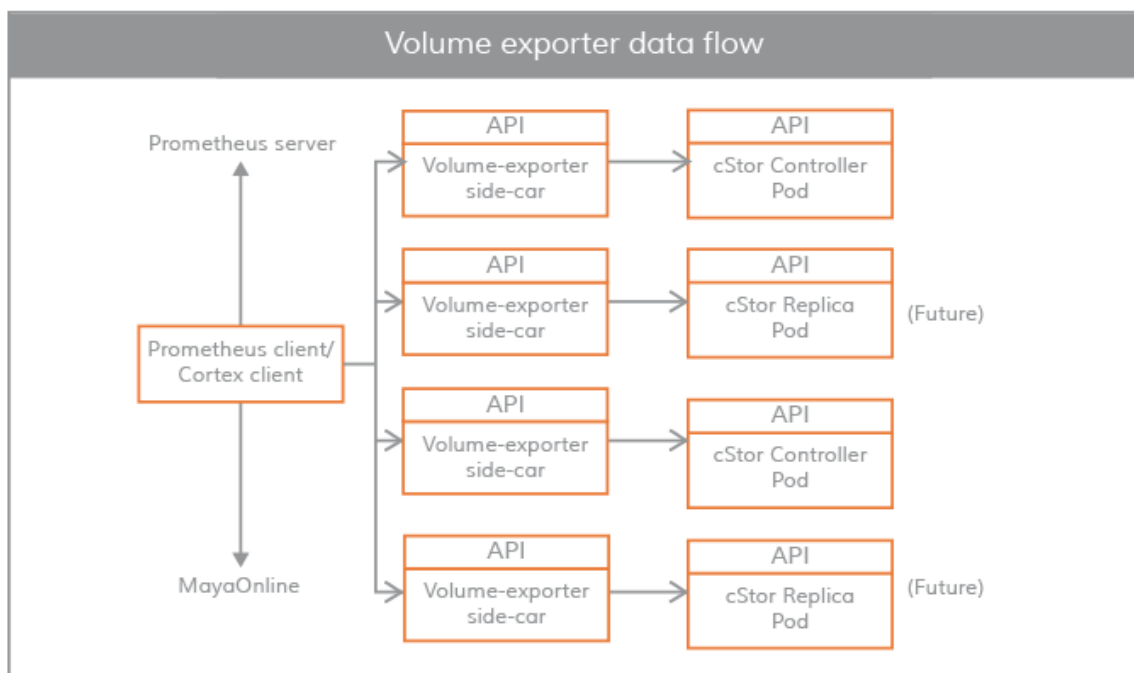 Volume exporter data flow
Prometheus server
Prometheus client/
Cortex client
MayaOnline
API
Volume-exporter
side-car
API
cStor Controller
Pod
API
Volume-exporter
side-car
API
cStor Replica
Pod
(Future)
API
Volume-exporter
side-car
API
cStor Controller
Pod
API
Volume-exporter
side-car
API
cStor Replica
Pod
(Future)